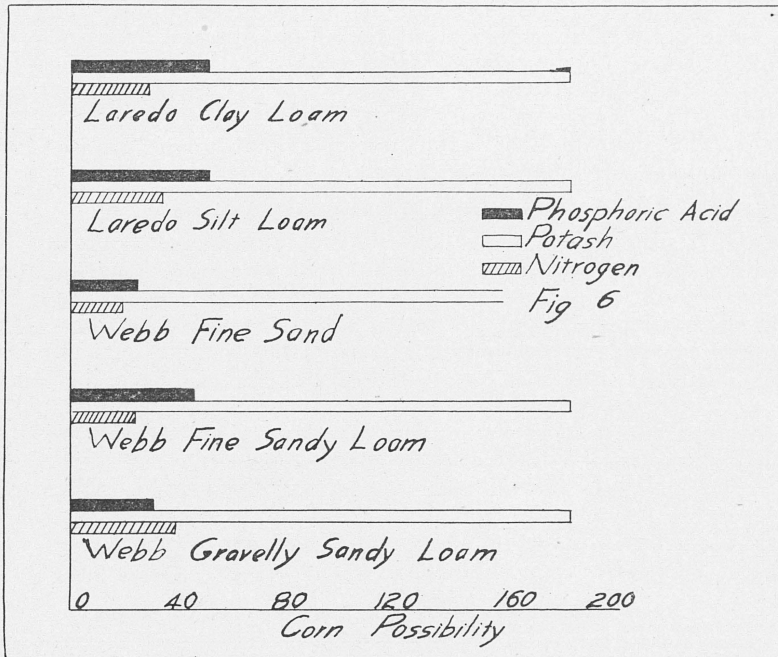 Laredo Clay Loam
Laredo Silt Loam
Phosphoric Acid
Potash
Nitrogen
Fig 6
Webb Fine Sand
Webb Fine Sandy Loam
Webb Gravelly Sandy Loam
0 40 80 120 160 200
Corn Possibility